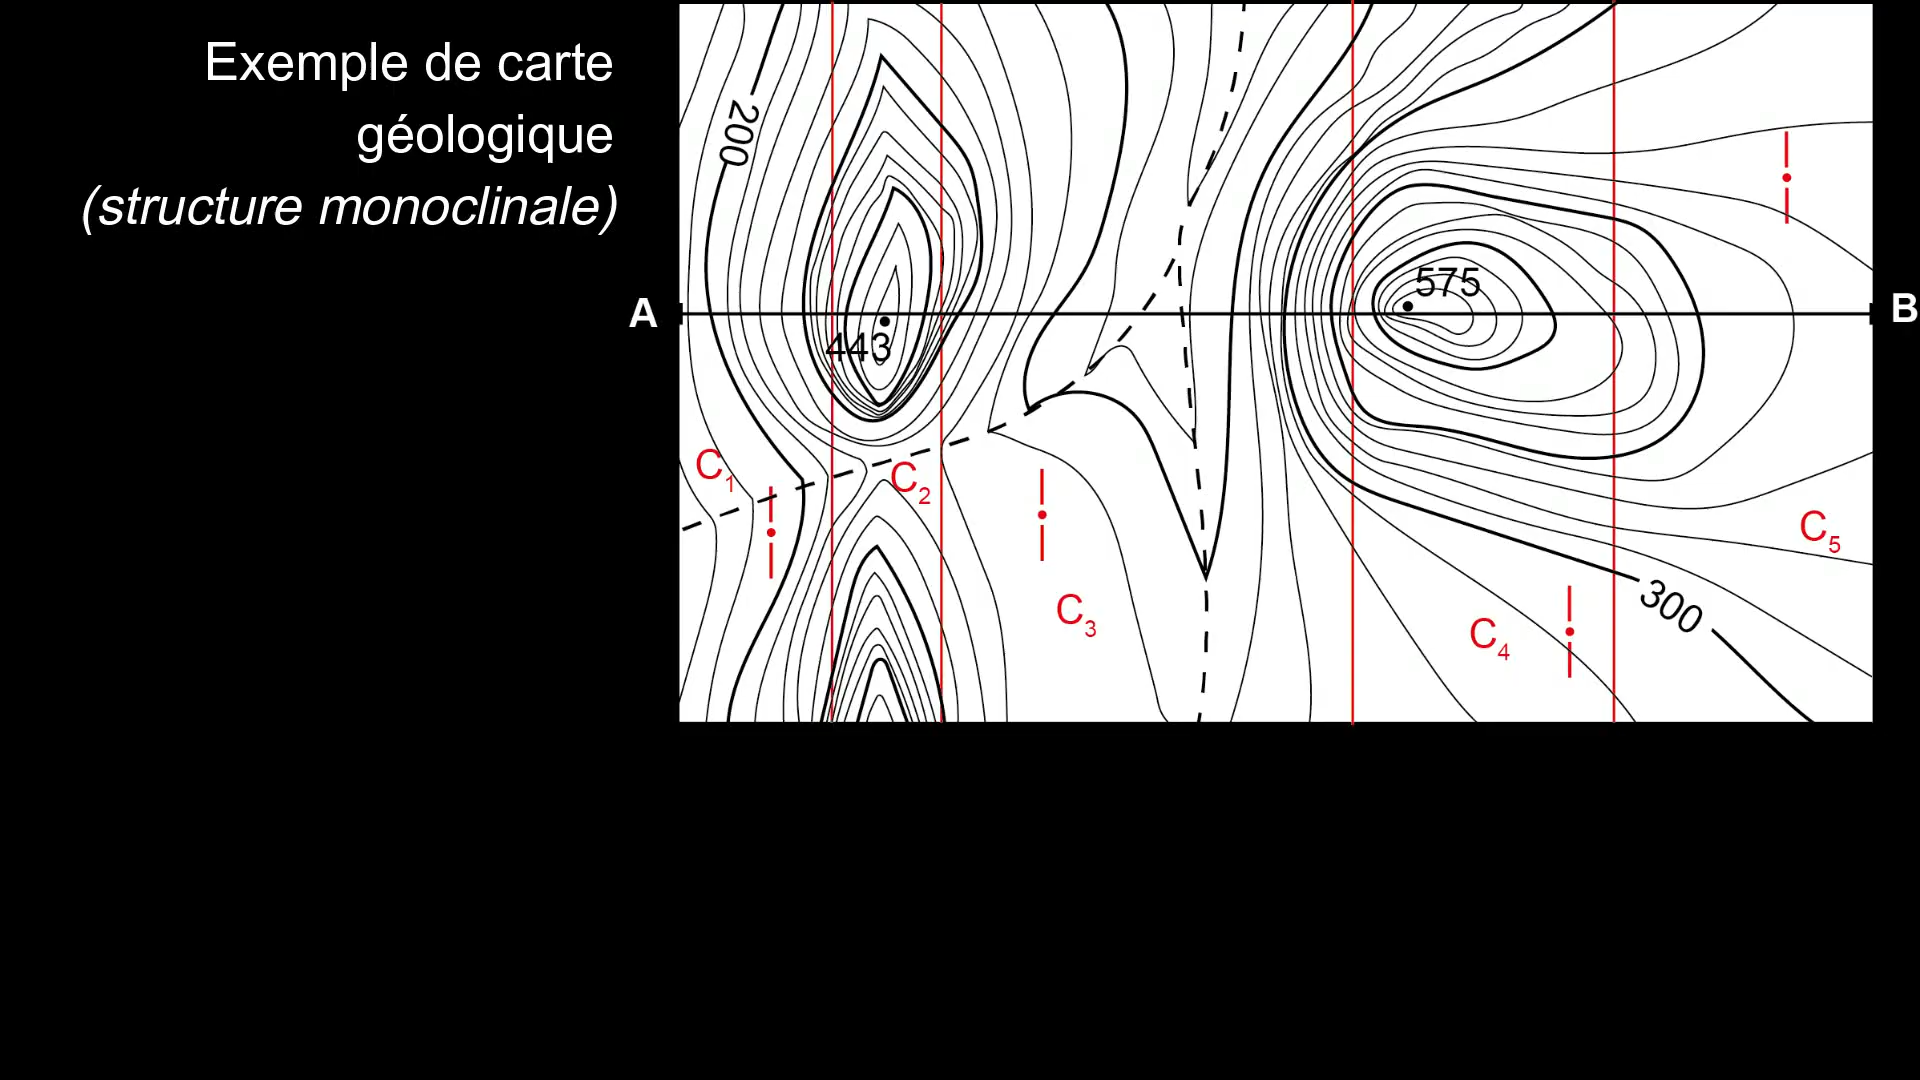 Exemple de carte
géologique
(structure monoclinale)
200
575
A
B
443
C1
C2
C5
C3
300
C4